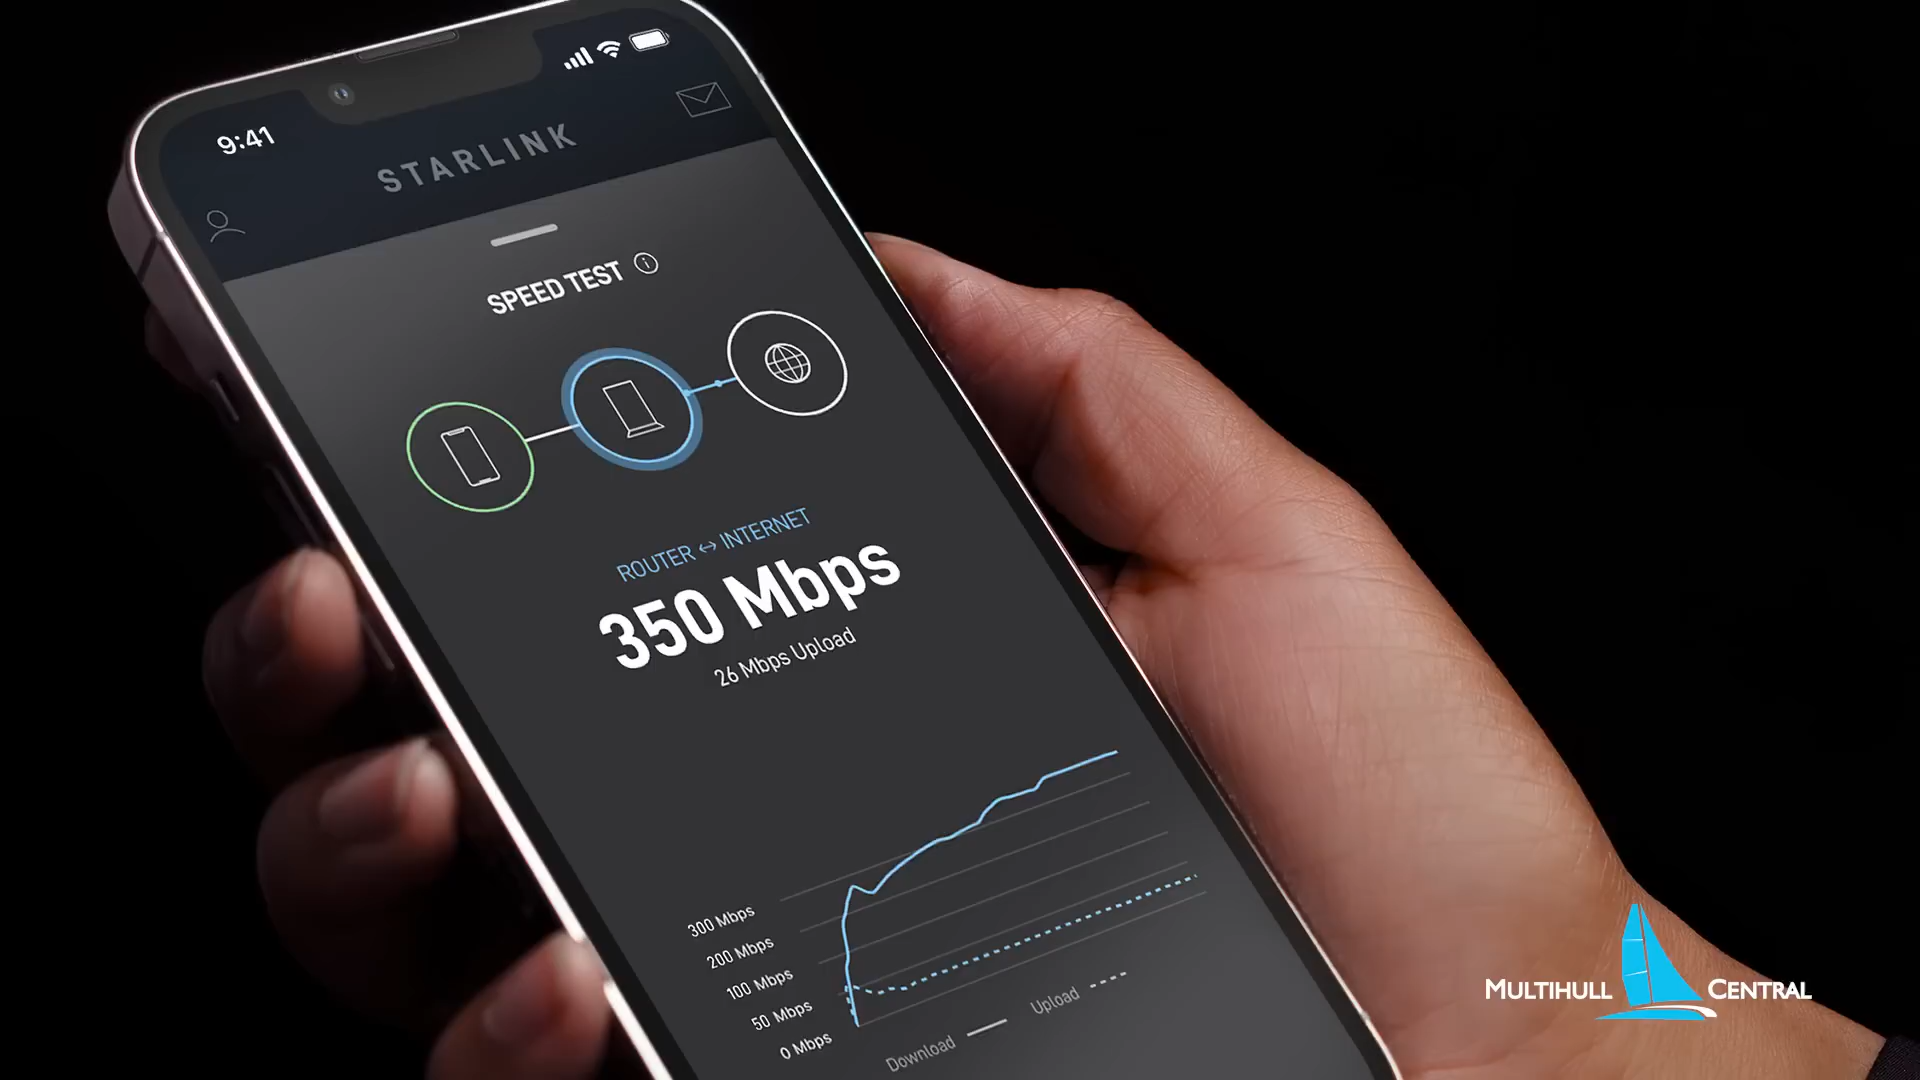 9:41
STARLINK
SPEED TEST
ROUTER ↔ INTERNET
350 Mbps
26 Mbps Upload
300 Mbps
200 Mbps
100 Mbps
50 Mbps
0 Mbps
Download
Upload
MULTIHULL CENTRAL